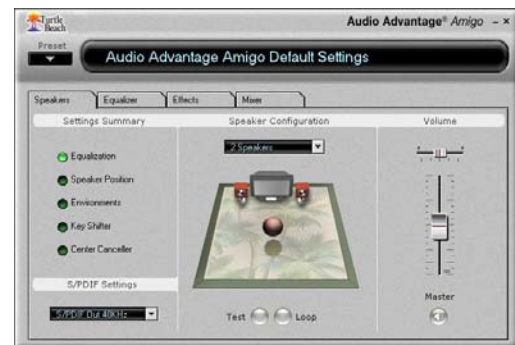 Turtle Beach
Audio Advantage® Amigo
Preset
Audio Advantage Amigo Default Settings
Speakers Equalizer Effects Mixer
Settings Summary
Speaker Configuration
Volume
2 Speakers
Equalization
Speaker Position
Environments
Key Shifter
Center Canceller
S/PDIF Settings
S/PDIF Out 48KHz
Test Loop
Master